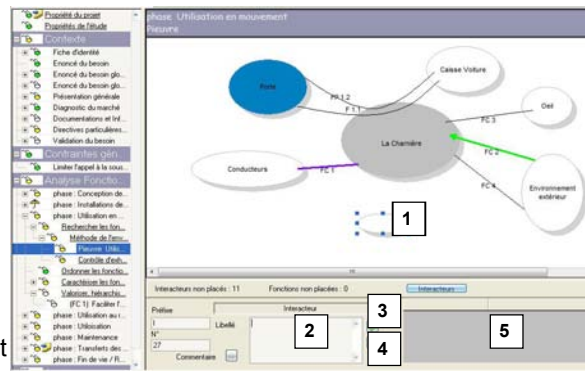 Propriété du projet
Propriétés de l'étude
Contexte
Fiche d'identité
Enoncé du besoin
Enoncé du besoin glo...
Enoncé du besoin glo...
Présentation générale
Diagnostic du marché
Documentations et Inf...
Directives particulières...
Validation du besoin
Contraintes gén...
Limiter l'appel à la sous...
Analyse Fonctio...
phase : Conception de...
phase : Installations de...
phase : Utilisation en ...
Rechercher les fon...
Méthode de l'env...
Pieuvre Utilis...
Contrôle d'exh...
Ordonner les fonctio...
Caractériser les fon...
Valoriser, hiérarchis...
(FC 1) Faciliter l'...
phase : Utilisation au r...
phase : Utiloisation
phase : Maintenance
phase : Transferts des ...
phase : Fin de vie / R...
t
phase Utilisation en mouvement
Pieuvre
Porte
Caisse Voiture
FP 1.2
F 1.1
Oeil
FC 3
La Charnière
FC 2
Conducteurs
FC 1
FC 4
Environnement
extérieur
1
Interacteurs non placés : 11
Fonctions non placées : 0
Interacteurs
Préfixe
Interacteur
I
Libellé
N°
27
Commentaire
2
3
4
5